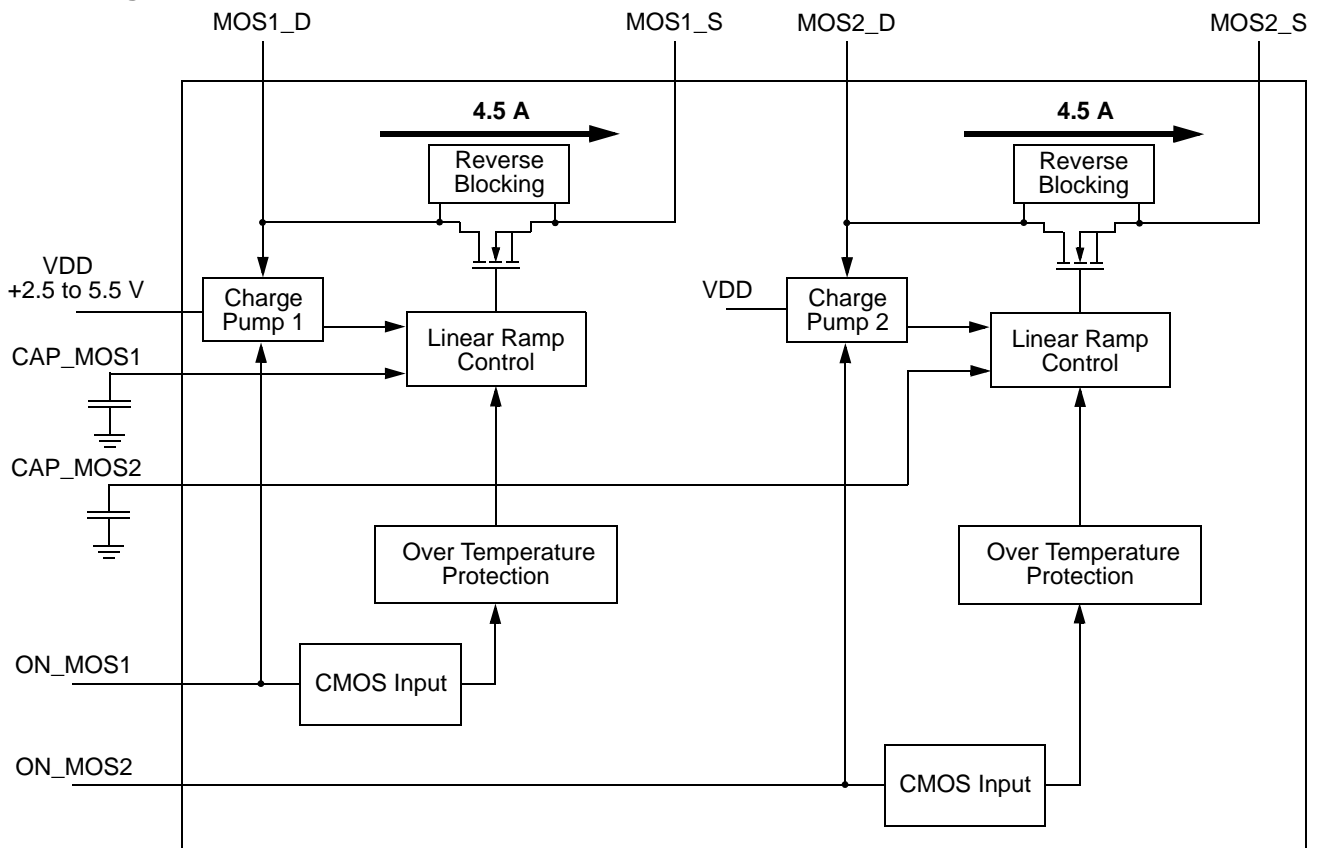 MOS1_D
MOS1_S
MOS2_D
MOS2_S
4.5 A
4.5 A
Reverse
Blocking
Reverse
Blocking
VDD
+2.5 to 5.5 V
Charge
Pump 1
Linear Ramp
Control
VDD
Charge
Pump 2
Linear Ramp
Control
CAP_MOS1
CAP_MOS2
Over Temperature
Protection
Over Temperature
Protection
ON_MOS1
CMOS Input
ON_MOS2
CMOS Input